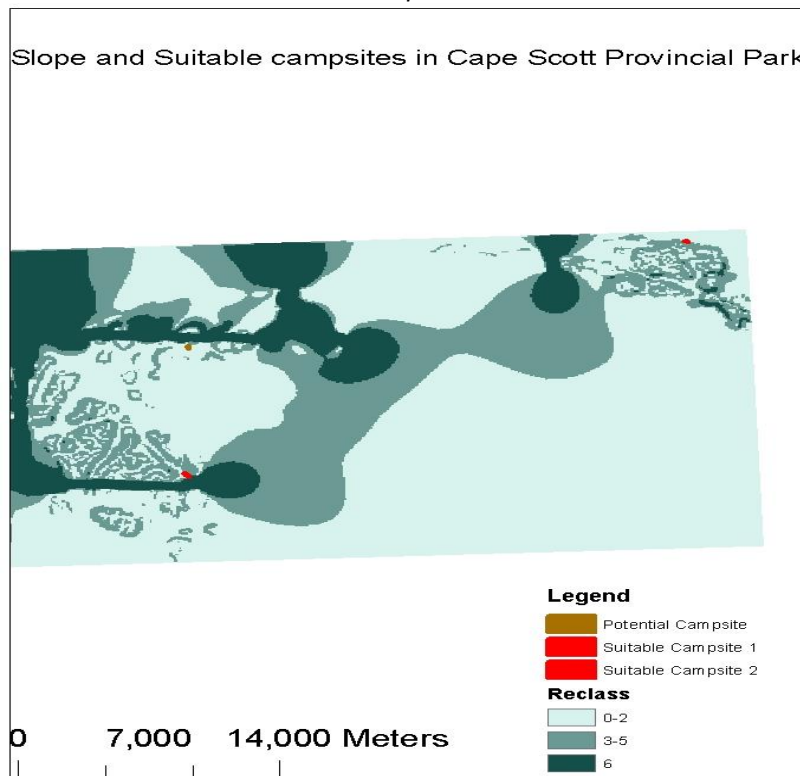 Slope and Suitable campsites in Cape Scott Provincial Park
Legend
Potential Campsite
Suitable Campsite 1
Suitable Campsite 2
Reclass
0-2
3-5
6
0 7,000 14,000 Meters